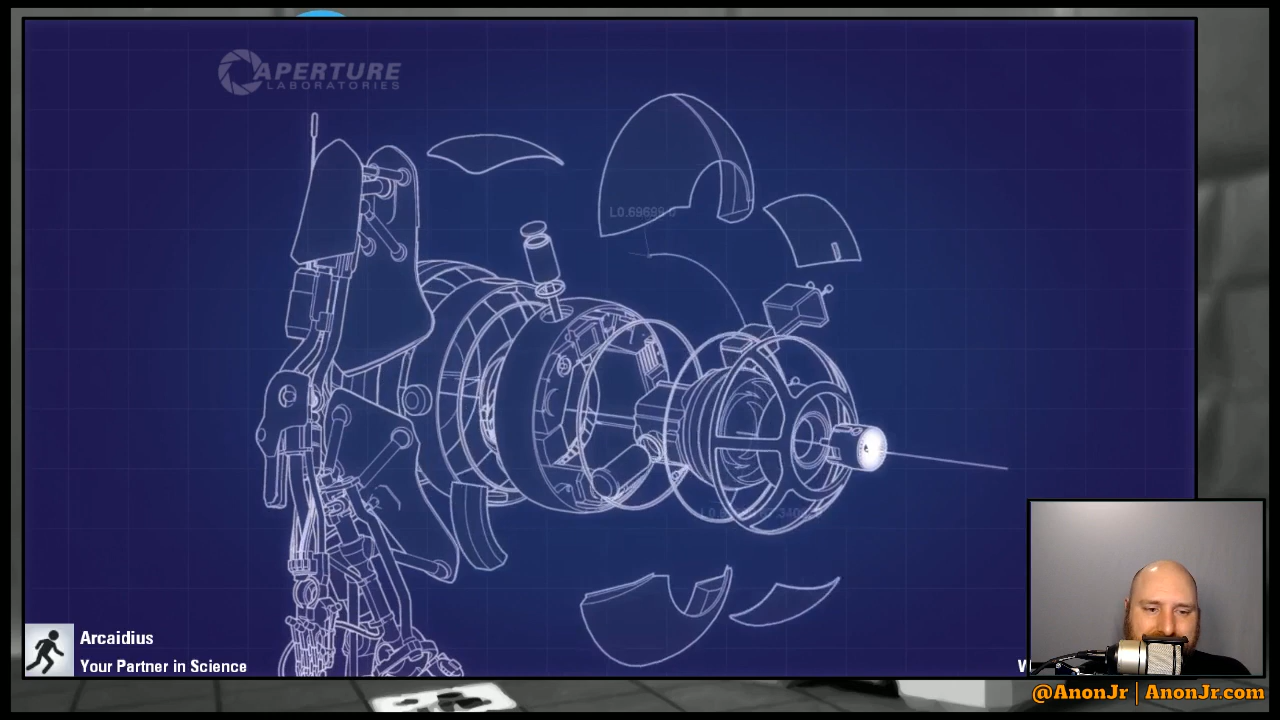 APERTURE
LABORATORIES
Arcaidius
Your Partner in Science
W
@AnonJr | AnonJr.com